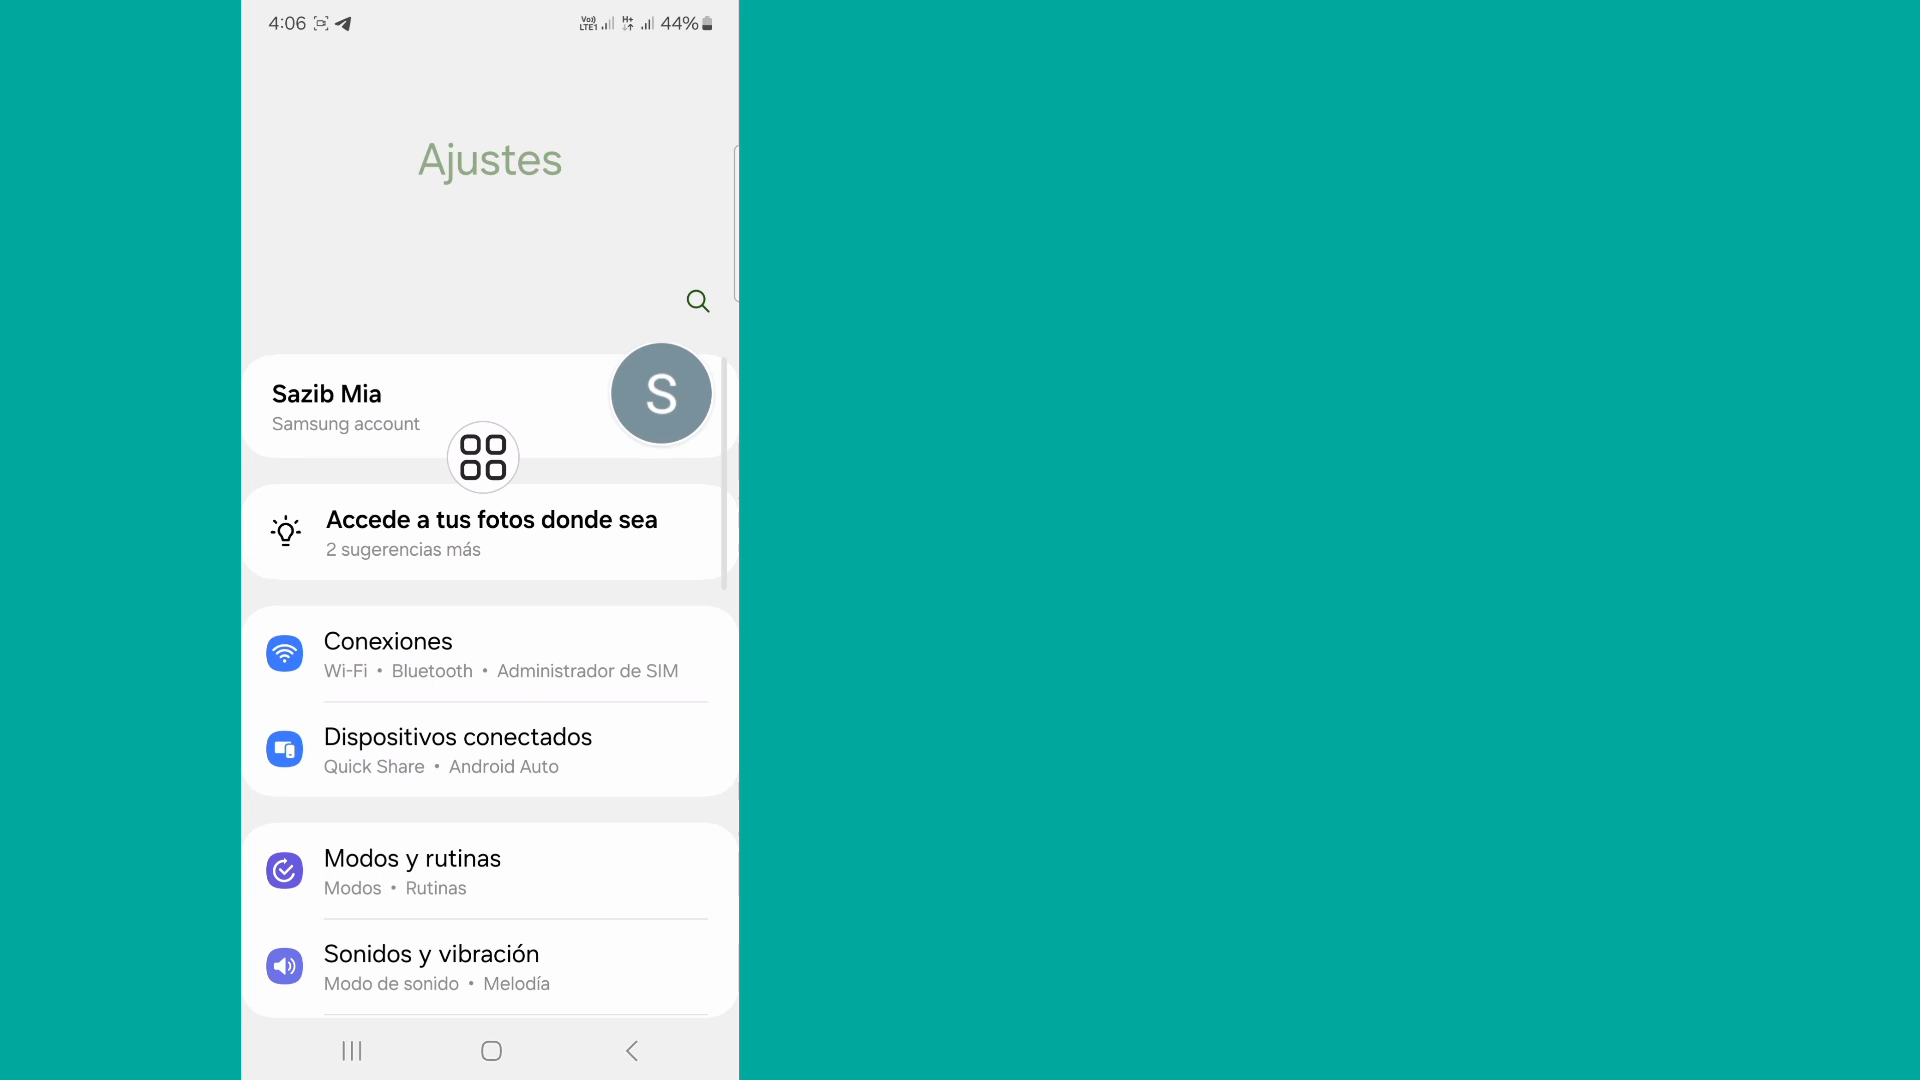 4:06 Vo)) LTE1 H+ 44%
Ajustes
Sazib Mia
Samsung account
S
Accede a tus fotos donde sea
2 sugerencias más
Conexiones
Wi-Fi • Bluetooth • Administrador de SIM
Dispositivos conectados
Quick Share • Android Auto
Modos y rutinas
Modos • Rutinas
Sonidos y vibración
Modo de sonido • Melodía